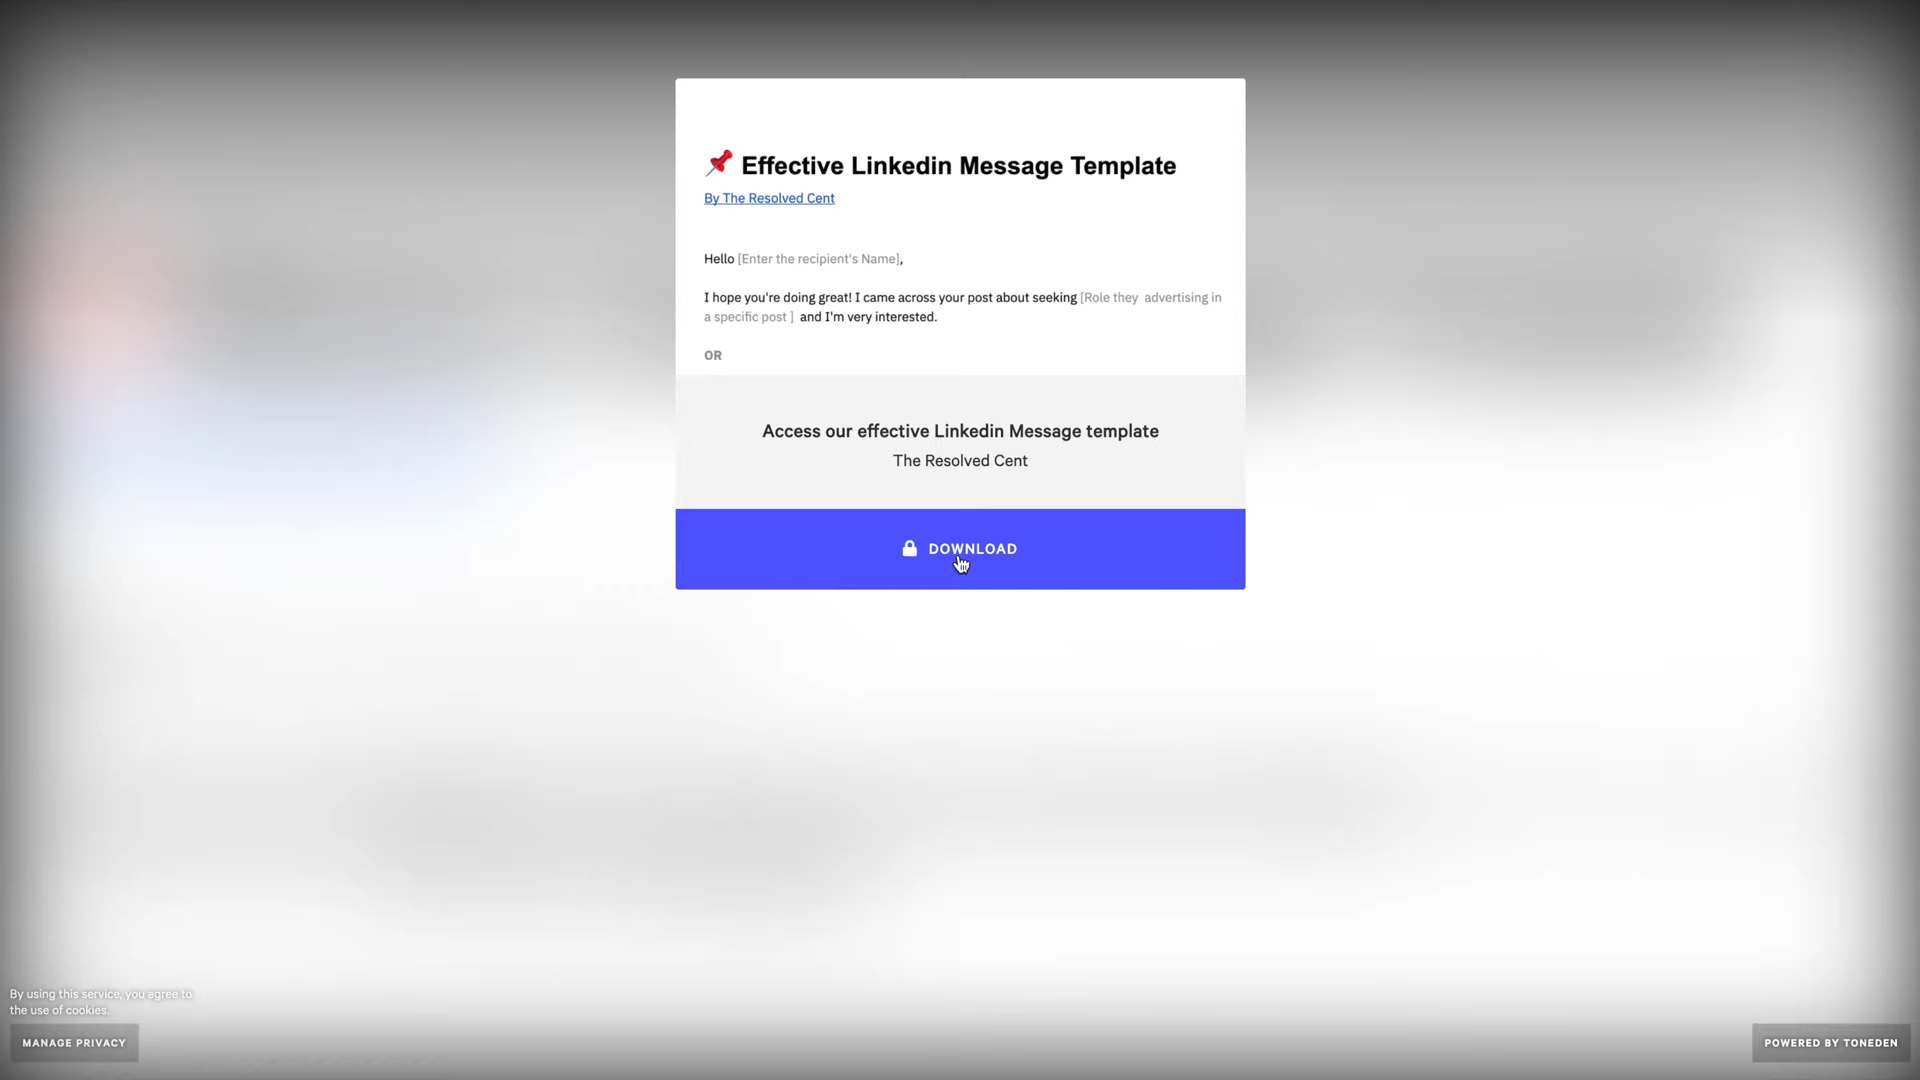 📌 Effective Linkedin Message Template
By The Resolved Cent
Hello [Enter the recipient's Name],
I hope you're doing great! I came across your post about seeking [Role they advertising in
a specific post ] and I'm very interested.
OR
Access our effective Linkedin Message template
The Resolved Cent
DOWNLOAD
By using this service, you agree to
the use of cookies.
MANAGE PRIVACY
POWERED BY TONEDEN